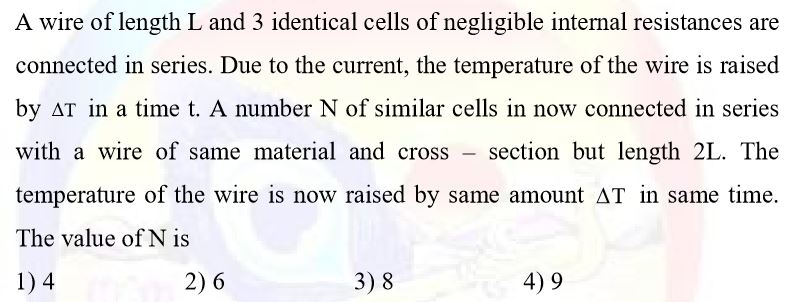 A wire of length L and 3 identical cells of negligible internal resistances are
connected in series. Due to the current, the temperature of the wire is raised
by ΔT in a time t. A number N of similar cells in now connected in series
with a wire of same material and cross – section but length 2L. The
temperature of the wire is now raised by same amount ΔT in same time.
The value of N is
1) 4 2) 6 3) 8 4) 9